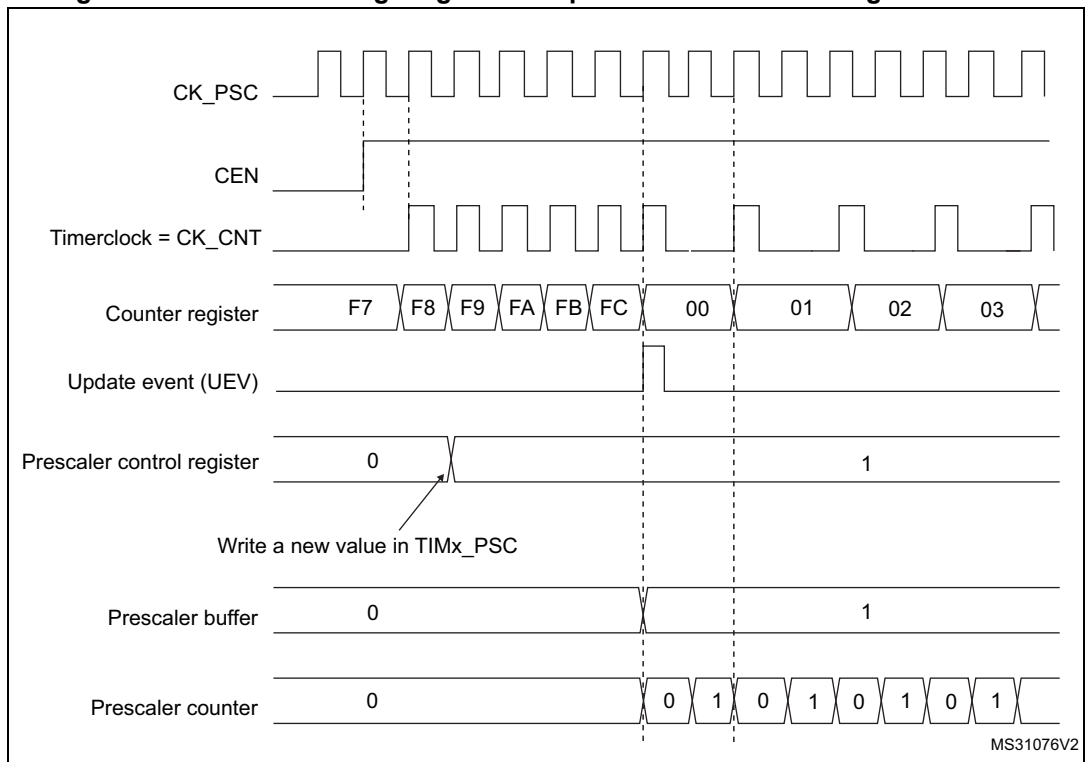 CK_PSC
CEN
Timerclock = CK_CNT
Counter register F7 F8 F9 FA FB FC 00 01 02 03
Update event (UEV)
Prescaler control register 0 1
Write a new value in TIMx_PSC
Prescaler buffer 0 1
Prescaler counter 0 0 1 0 1 0 1 0 1
MS31076V2